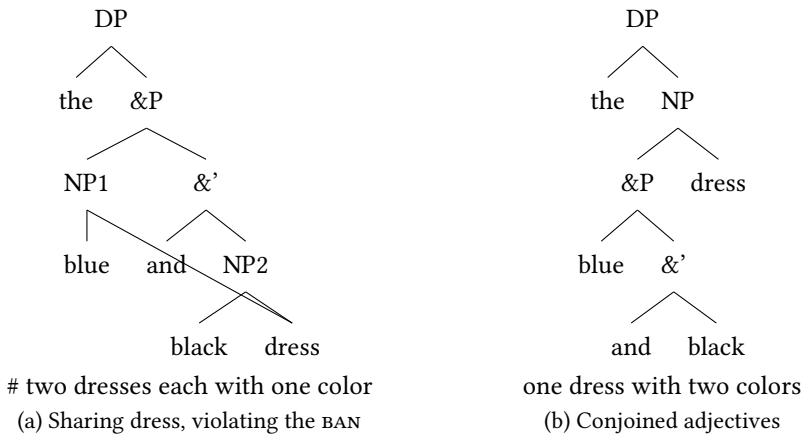 DP DP
the &P the NP
NP1 &’ &P dress
blue and NP2 blue &’
black dress and black
# two dresses each with one color one dress with two colors
(a) Sharing dress, violating the BAN (b) Conjoined adjectives